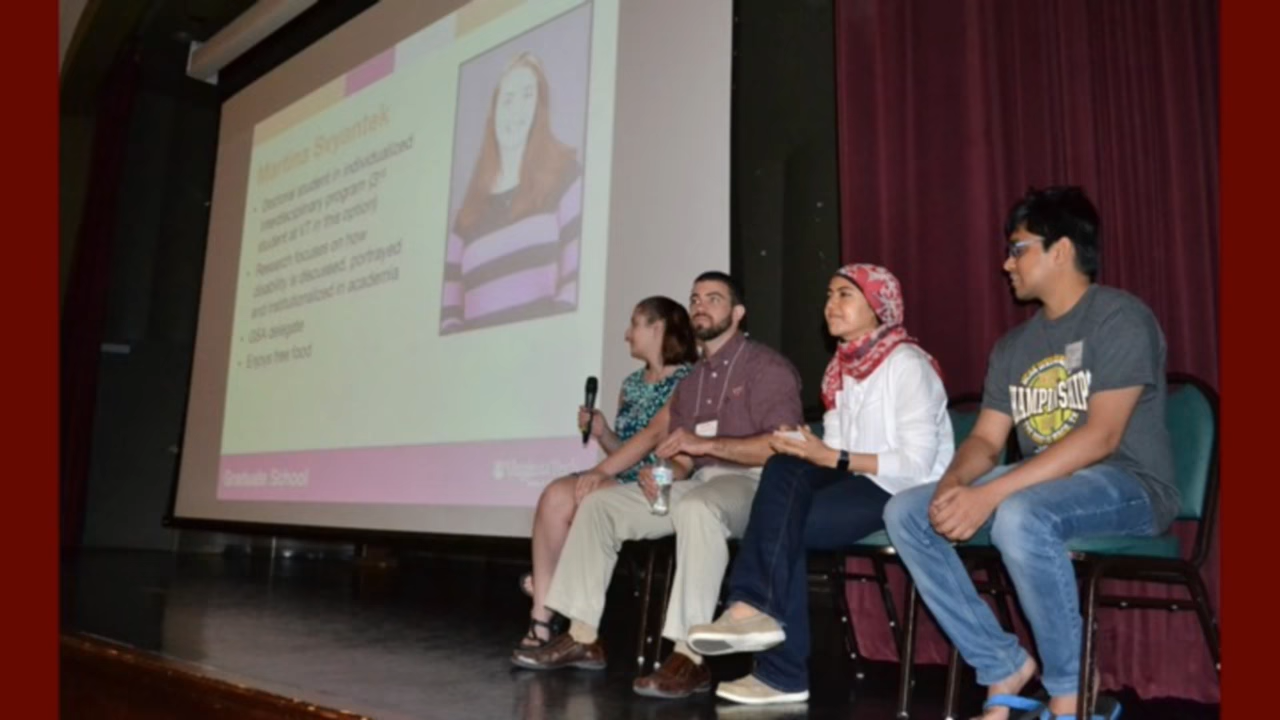 Martina Svyantek
• Doctoral student in individualized
interdisciplinary program (3rd
student at VT in this option)
• Research focuses on how
disability is discussed, portrayed
and institutionalized in academia
• GSA delegate
• Enjoys free food
Graduate School
CHAMPIONSHIPS